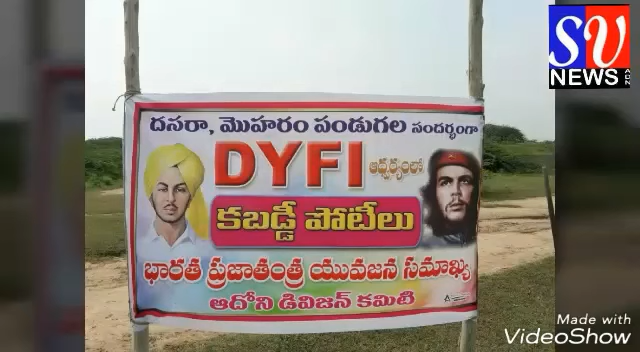 దసరా, మొహరం పండుగల సందర్భంగా
DYFI ఆధ్వర్యంలో
కబడ్డీ పోటీలు
భారత ప్రజాతంత్ర యువజన సమాఖ్య
ఆదోని డివిజన్ కమిటి
SV
NEWS
ACN
Made with
VideoShow